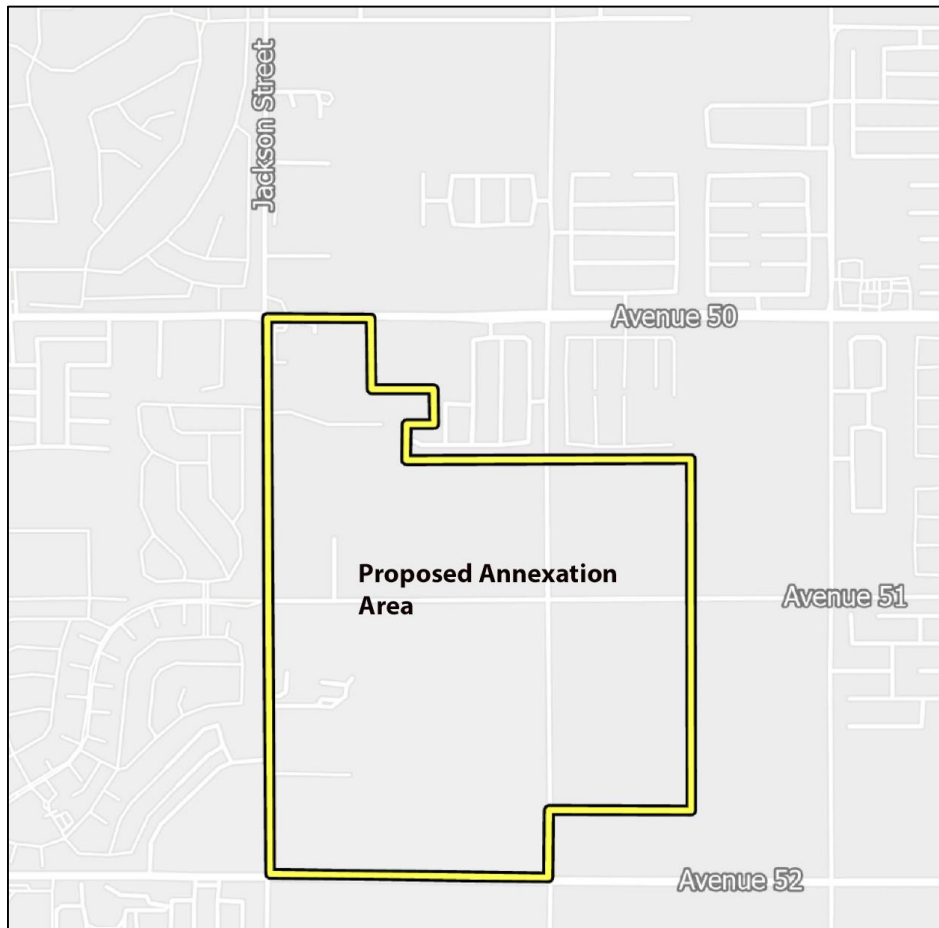 Jackson Street
Avenue 50
Proposed Annexation
Area
Avenue 51
Avenue 52